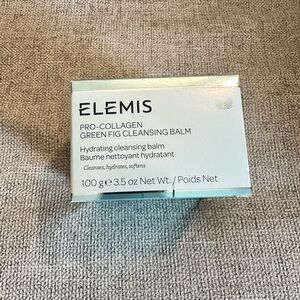 ELEMIS
PRO-COLLAGEN
GREEN FIG CLEANSING BALM
Hydrating cleansing balm
Baume nettoyant hydratant
Cleanses, hydrates, softens
100 g ℮ 3.5 oz Net Wt. / Poids Net